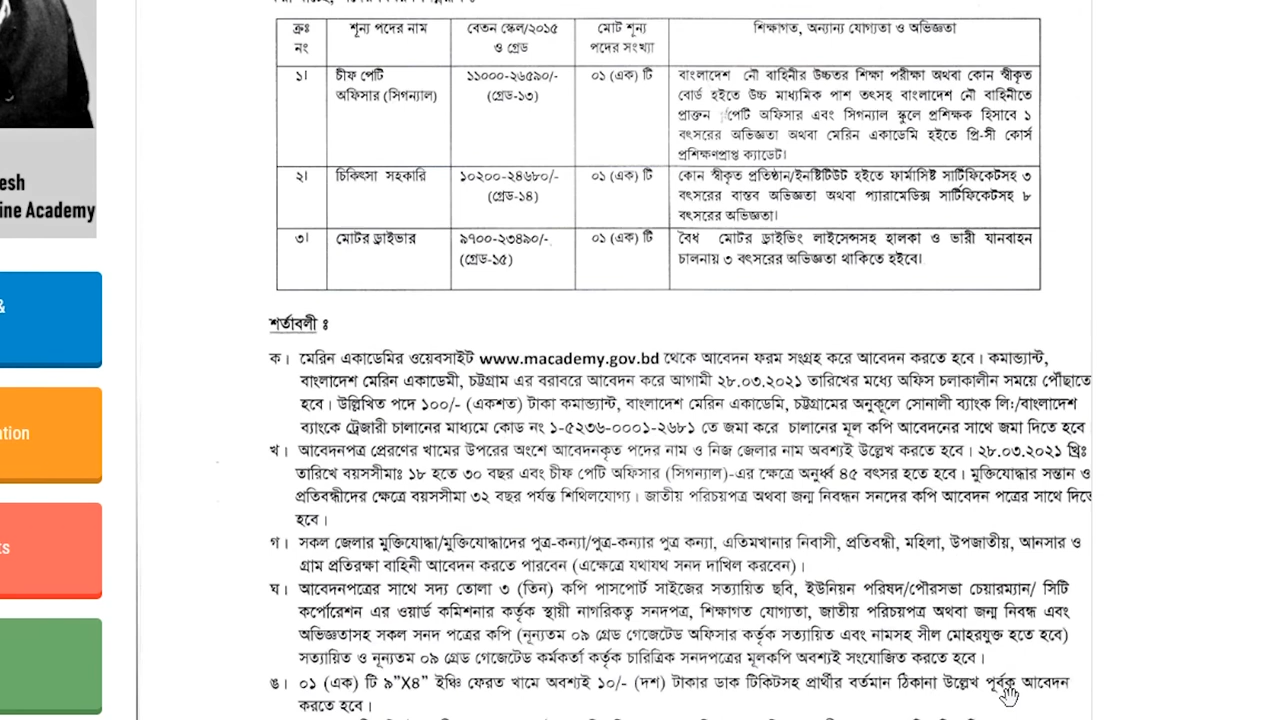 ক্রঃ নং
শূন্য পদের নাম
বেতন স্কেল/২০১৫ ও গ্রেড
মোট শূন্য পদের সংখ্যা
শিক্ষাগত, অন্যান্য যোগ্যতা ও অভিজ্ঞতা
১।
চীফ পেটি
অফিসার (সিগন্যাল)
১১০০০-২৬৫৯০/-
(গ্রেড-১৩)
০১ (এক) টি
বাংলাদেশ নৌ বাহিনীর উচ্চতর শিক্ষা পরীক্ষা অথবা কোন স্বীকৃত
বোর্ড হইতে উচ্চ মাধ্যমিক পাশ তৎসহ বাংলাদেশ নৌ বাহিনীতে
প্রাক্তন পেটি অফিসার এবং সিগন্যাল স্কুলে প্রশিক্ষক হিসাবে ১
বৎসরের অভিজ্ঞতা অথবা মেরিন একাডেমি হইতে প্রি-সী কোর্স
প্রশিক্ষণপ্রাপ্ত ক্যাডেট।
২।
চিকিৎসা সহকারি
১০২০০-২৪৬৮০/-
(গ্রেড-১৪)
০১ (এক) টি
কোন স্বীকৃত প্রতিষ্ঠান/ইনষ্টিটিউট হইতে ফার্মাসিষ্ট সার্টিফিকেটসহ ৩
বৎসরের বাস্তব অভিজ্ঞতা অথবা প্যারামেডিক্স সার্টিফিকেটসহ ৮
বৎসরের অভিজ্ঞতা।
৩।
মোটর ড্রাইভার
৯৭০০-২৩৪৯০/-
(গ্রেড-১৫)
০১ (এক) টি
বৈধ মোটর ড্রাইভিং লাইসেন্সসহ হালকা ও ভারী যানবাহন
চালনায় ৩ বৎসরের অভিজ্ঞতা থাকিতে হইবে।
শর্তাবলী ঃ
ক। মেরিন একাডেমির ওয়েবসাইট www.macademy.gov.bd থেকে আবেদন ফরম সংগ্রহ করে আবেদন করতে হবে। কমান্ড্যান্ট,
বাংলাদেশ মেরিন একাডেমী, চট্টগ্রাম এর বরাবরে আবেদন করে আগামী ২৮.০৩.২০২১ তারিখের মধ্যে অফিস চলাকালীন সময়ে পৌঁছাতে
হবে। উল্লিখিত পদে ১০০/- (একশত) টাকা কমান্ড্যান্ট, বাংলাদেশ মেরিন একাডেমি, চট্টগ্রামের অনুকূলে সোনালী ব্যাংক লিঃ/বাংলাদেশ
ব্যাংকে ট্রেজারী চালানের মাধ্যমে কোড নং ১-৫২৩৬-০০০১-২৬৮১ তে জমা করে চালানের মূল কপি আবেদনের সাথে জমা দিতে হবে
খ। আবেদনপত্র প্রেরণের খামের উপরের অংশে আবেদনকৃত পদের নাম ও নিজ জেলার নাম অবশ্যই উল্লেখ করতে হবে। ২৮.০৩.২০২১ খ্রিঃ
তারিখে বয়সসীমাঃ ১৮ হতে ৩০ বছর এবং চীফ পেটি অফিসার (সিগন্যাল)-এর ক্ষেত্রে অনুর্ধ্ব ৪৫ বৎসর হতে হবে। মুক্তিযোদ্ধার সন্তান ও
প্রতিবন্ধীদের ক্ষেত্রে বয়সসীমা ৩২ বছর পর্যন্ত শিথিলযোগ্য। জাতীয় পরিচয়পত্র অথবা জন্ম নিবন্ধন সনদের কপি আবেদন পত্রের সাথে দিতে
হবে।
গ। সকল জেলার মুক্তিযোদ্ধা/মুক্তিযোদ্ধাদের পুত্র-কন্যা/পুত্র-কন্যার পুত্র কন্যা, এতিমখানার নিবাসী, প্রতিবন্ধী, মহিলা, উপজাতীয়, আনসার ও
গ্রাম প্রতিরক্ষা বাহিনী আবেদন করতে পারবেন (এক্ষেত্রে যথাযথ সনদ দাখিল করবেন)।
ঘ। আবেদনপত্রের সাথে সদ্য তোলা ৩ (তিন) কপি পাসপোর্ট সাইজের সত্যায়িত ছবি, ইউনিয়ন পরিষদ/পৌরসভা চেয়ারম্যান/ সিটি
কর্পোরেশন এর ওয়ার্ড কমিশনার কর্তৃক স্থায়ী নাগরিকত্ব সনদপত্র, শিক্ষাগত যোগ্যতা, জাতীয় পরিচয়পত্র অথবা জন্ম নিবন্ধ এবং
অভিজ্ঞতাসহ সকল সনদ পত্রের কপি (নূন্যতম ০৯ গ্রেড গেজেটেড অফিসার কর্তৃক সত্যায়িত এবং নামসহ সীল মোহরযুক্ত হতে হবে)
সত্যায়িত ও নূন্যতম ০৯ গ্রেড গেজেটেড কর্মকর্তা কর্তৃক চারিত্রিক সনদপত্রের মূলকপি অবশ্যই সংযোজিত করতে হবে।
ঙ। ০১ (এক) টি ৯"X৪" ইঞ্চি ফেরত খামে অবশ্যই ১০/- (দশ) টাকার ডাক টিকিটসহ প্রার্থীর বর্তমান ঠিকানা উল্লেখ পূর্বক আবেদন
করতে হবে।
esh
ine Academy
&
ation
ts